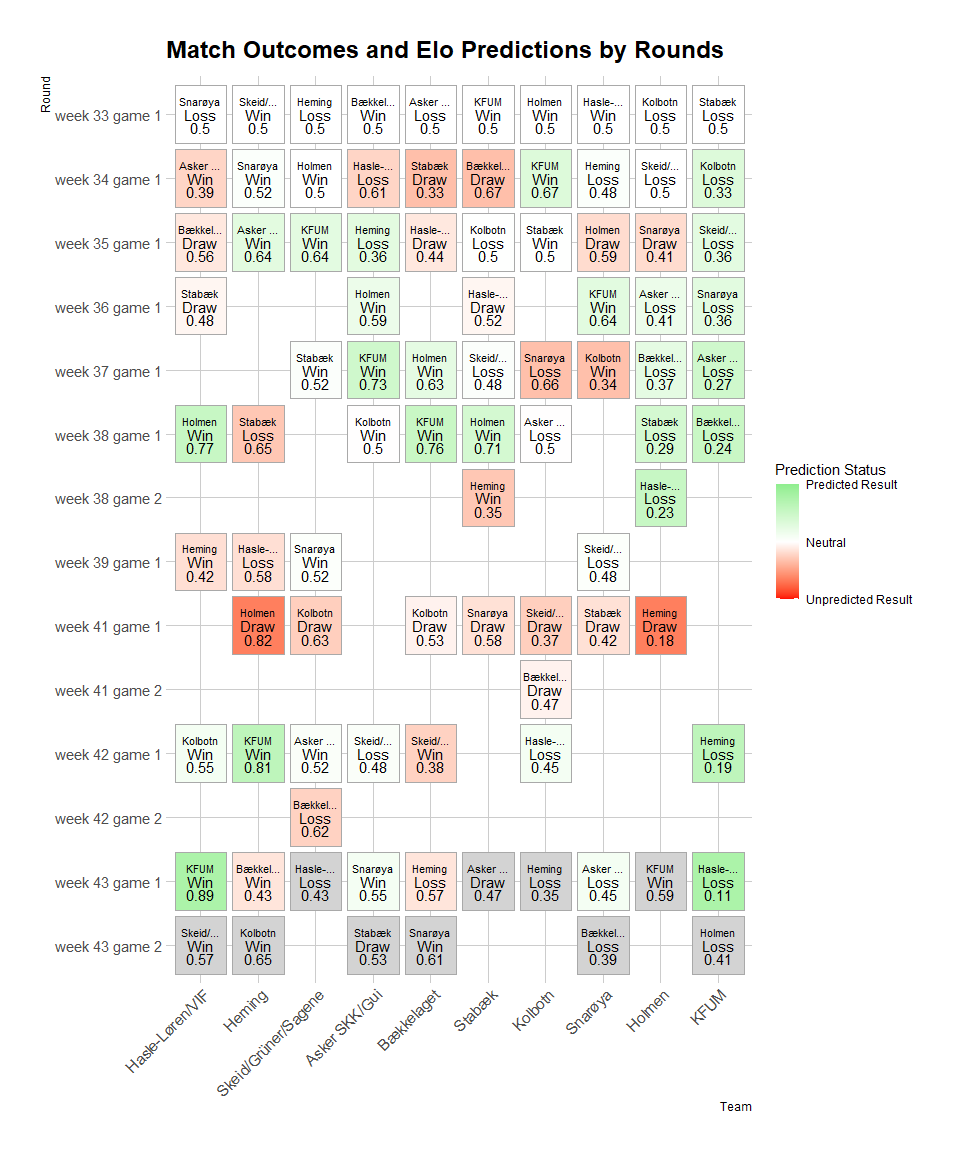 Match Outcomes and Elo Predictions by Rounds
Round
week 33 game 1
Snarøya Skeid/... Heming Bækkel... Asker ... KFUM Holmen Hasle-... Kolbotn Stabæk
Loss Win Loss Win Loss Win Win Win Loss Loss
0.5 0.5 0.5 0.5 0.5 0.5 0.5 0.5 0.5 0.5
week 34 game 1
Asker ... Snarøya Holmen Hasle-... Stabæk Bækkel... KFUM Heming Skeid/... Kolbotn
Win Win Win Loss Draw Draw Win Loss Loss Loss
0.39 0.52 0.5 0.61 0.33 0.67 0.67 0.48 0.5 0.33
week 35 game 1
Bækkel... Asker ... KFUM Heming Hasle-... Kolbotn Stabæk Holmen Snarøya Skeid/...
Draw Win Win Loss Draw Loss Win Draw Draw Loss
0.56 0.64 0.64 0.36 0.44 0.5 0.5 0.59 0.41 0.36
week 36 game 1
Stabæk Holmen Hasle-... KFUM Asker ... Snarøya
Draw Win Draw Win Loss Loss
0.48 0.59 0.52 0.64 0.41 0.36
week 37 game 1
Stabæk KFUM Holmen Skeid/... Snarøya Kolbotn Bækkel... Asker ...
Win Win Win Loss Loss Win Loss Loss
0.52 0.73 0.63 0.48 0.66 0.34 0.37 0.27
week 38 game 1
Holmen Stabæk Kolbotn KFUM Holmen Asker ... Stabæk Bækkel...
Win Loss Win Win Win Loss Loss Loss
0.77 0.65 0.5 0.76 0.71 0.5 0.29 0.24
week 38 game 2
Heming Hasle-...
Win Loss
0.35 0.23
week 39 game 1
Heming Hasle-... Snarøya Skeid/...
Win Loss Win Loss
0.42 0.58 0.52 0.48
week 41 game 1
Holmen Kolbotn Kolbotn Snarøya Skeid/... Stabæk Heming
Draw Draw Draw Draw Draw Draw Draw
0.82 0.63 0.53 0.58 0.37 0.42 0.18
week 41 game 2
Bækkel...
Draw
0.47
week 42 game 1
Kolbotn KFUM Asker ... Skeid/... Skeid/... Hasle-... Heming
Win Win Win Loss Win Loss Loss
0.55 0.81 0.52 0.48 0.38 0.45 0.19
week 42 game 2
Bækkel...
Loss
0.62
week 43 game 1
KFUM Bækkel... Hasle-... Snarøya Heming Asker ... Heming Asker ... KFUM Hasle-...
Win Win Loss Win Loss Draw Loss Loss Win Loss
0.89 0.43 0.43 0.55 0.57 0.47 0.35 0.45 0.59 0.11
week 43 game 2
Skeid/... Kolbotn Stabæk Snarøya Bækkel... Holmen
Win Win Draw Win Loss Loss
0.57 0.65 0.53 0.61 0.39 0.41
Hasle-Løren/VIF
Heming
Skeid/Grüner/Sagene
Asker SKK/Gui
Bækkelaget
Stabæk
Kolbotn
Snarøya
Holmen
KFUM
Team
Prediction Status
Predicted Result
Neutral
Unpredicted Result